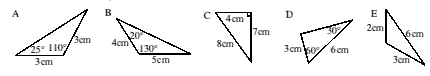 A B C D E
25° 110° 3cm 3cm
20° 4cm 130° 5cm
4cm 7cm 8cm
30° 3cm 60° 6cm
2cm 6cm 3cm